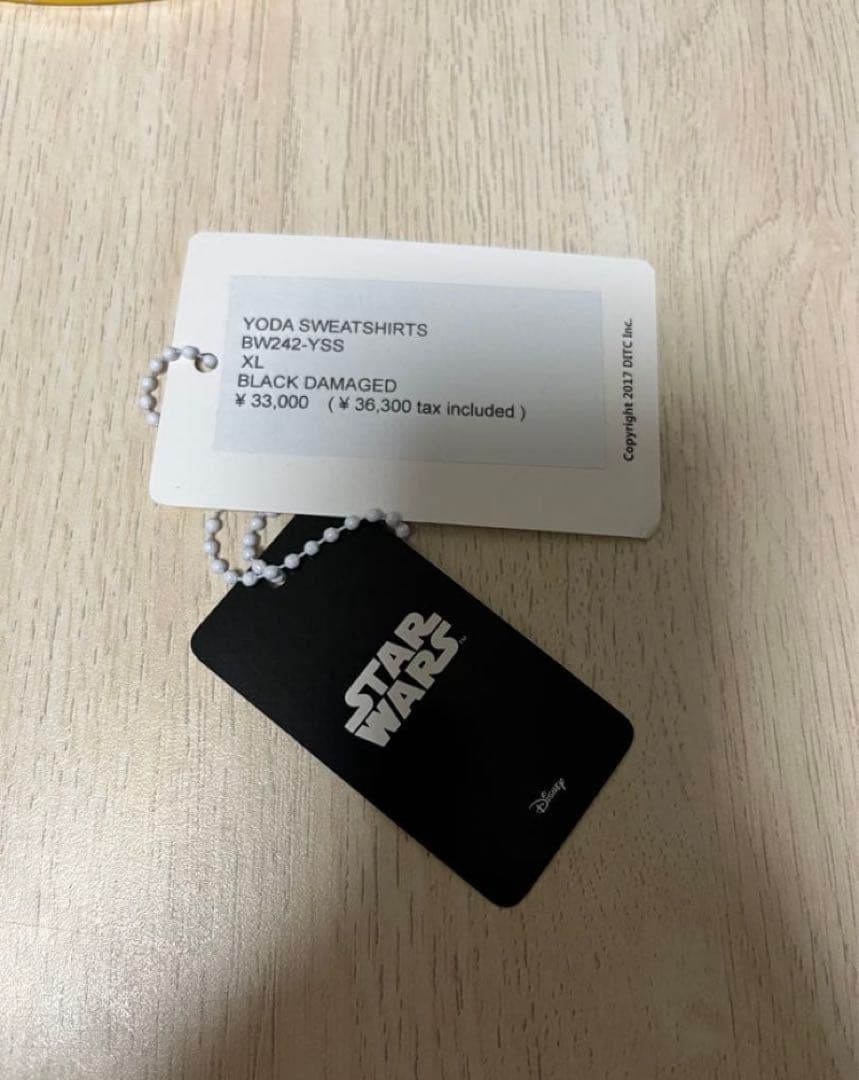 YODA SWEATSHIRTS
BW242-YSS
XL
BLACK DAMAGED
¥ 33,000 (¥ 36,300 tax included )
Copyright 2017 DITC Inc.
STAR
WARS™
Disney